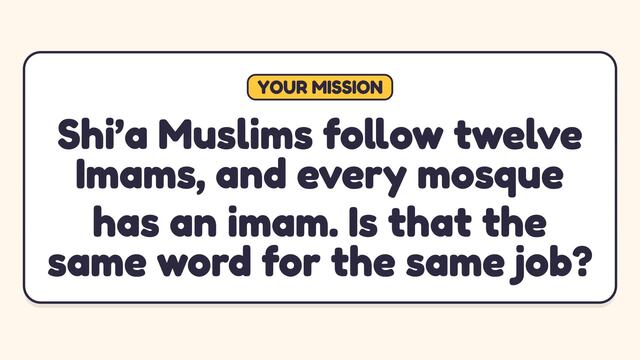 YOUR MISSION
Shi’a Muslims follow twelve
Imams, and every mosque
has an imam. Is that the
same word for the same job?